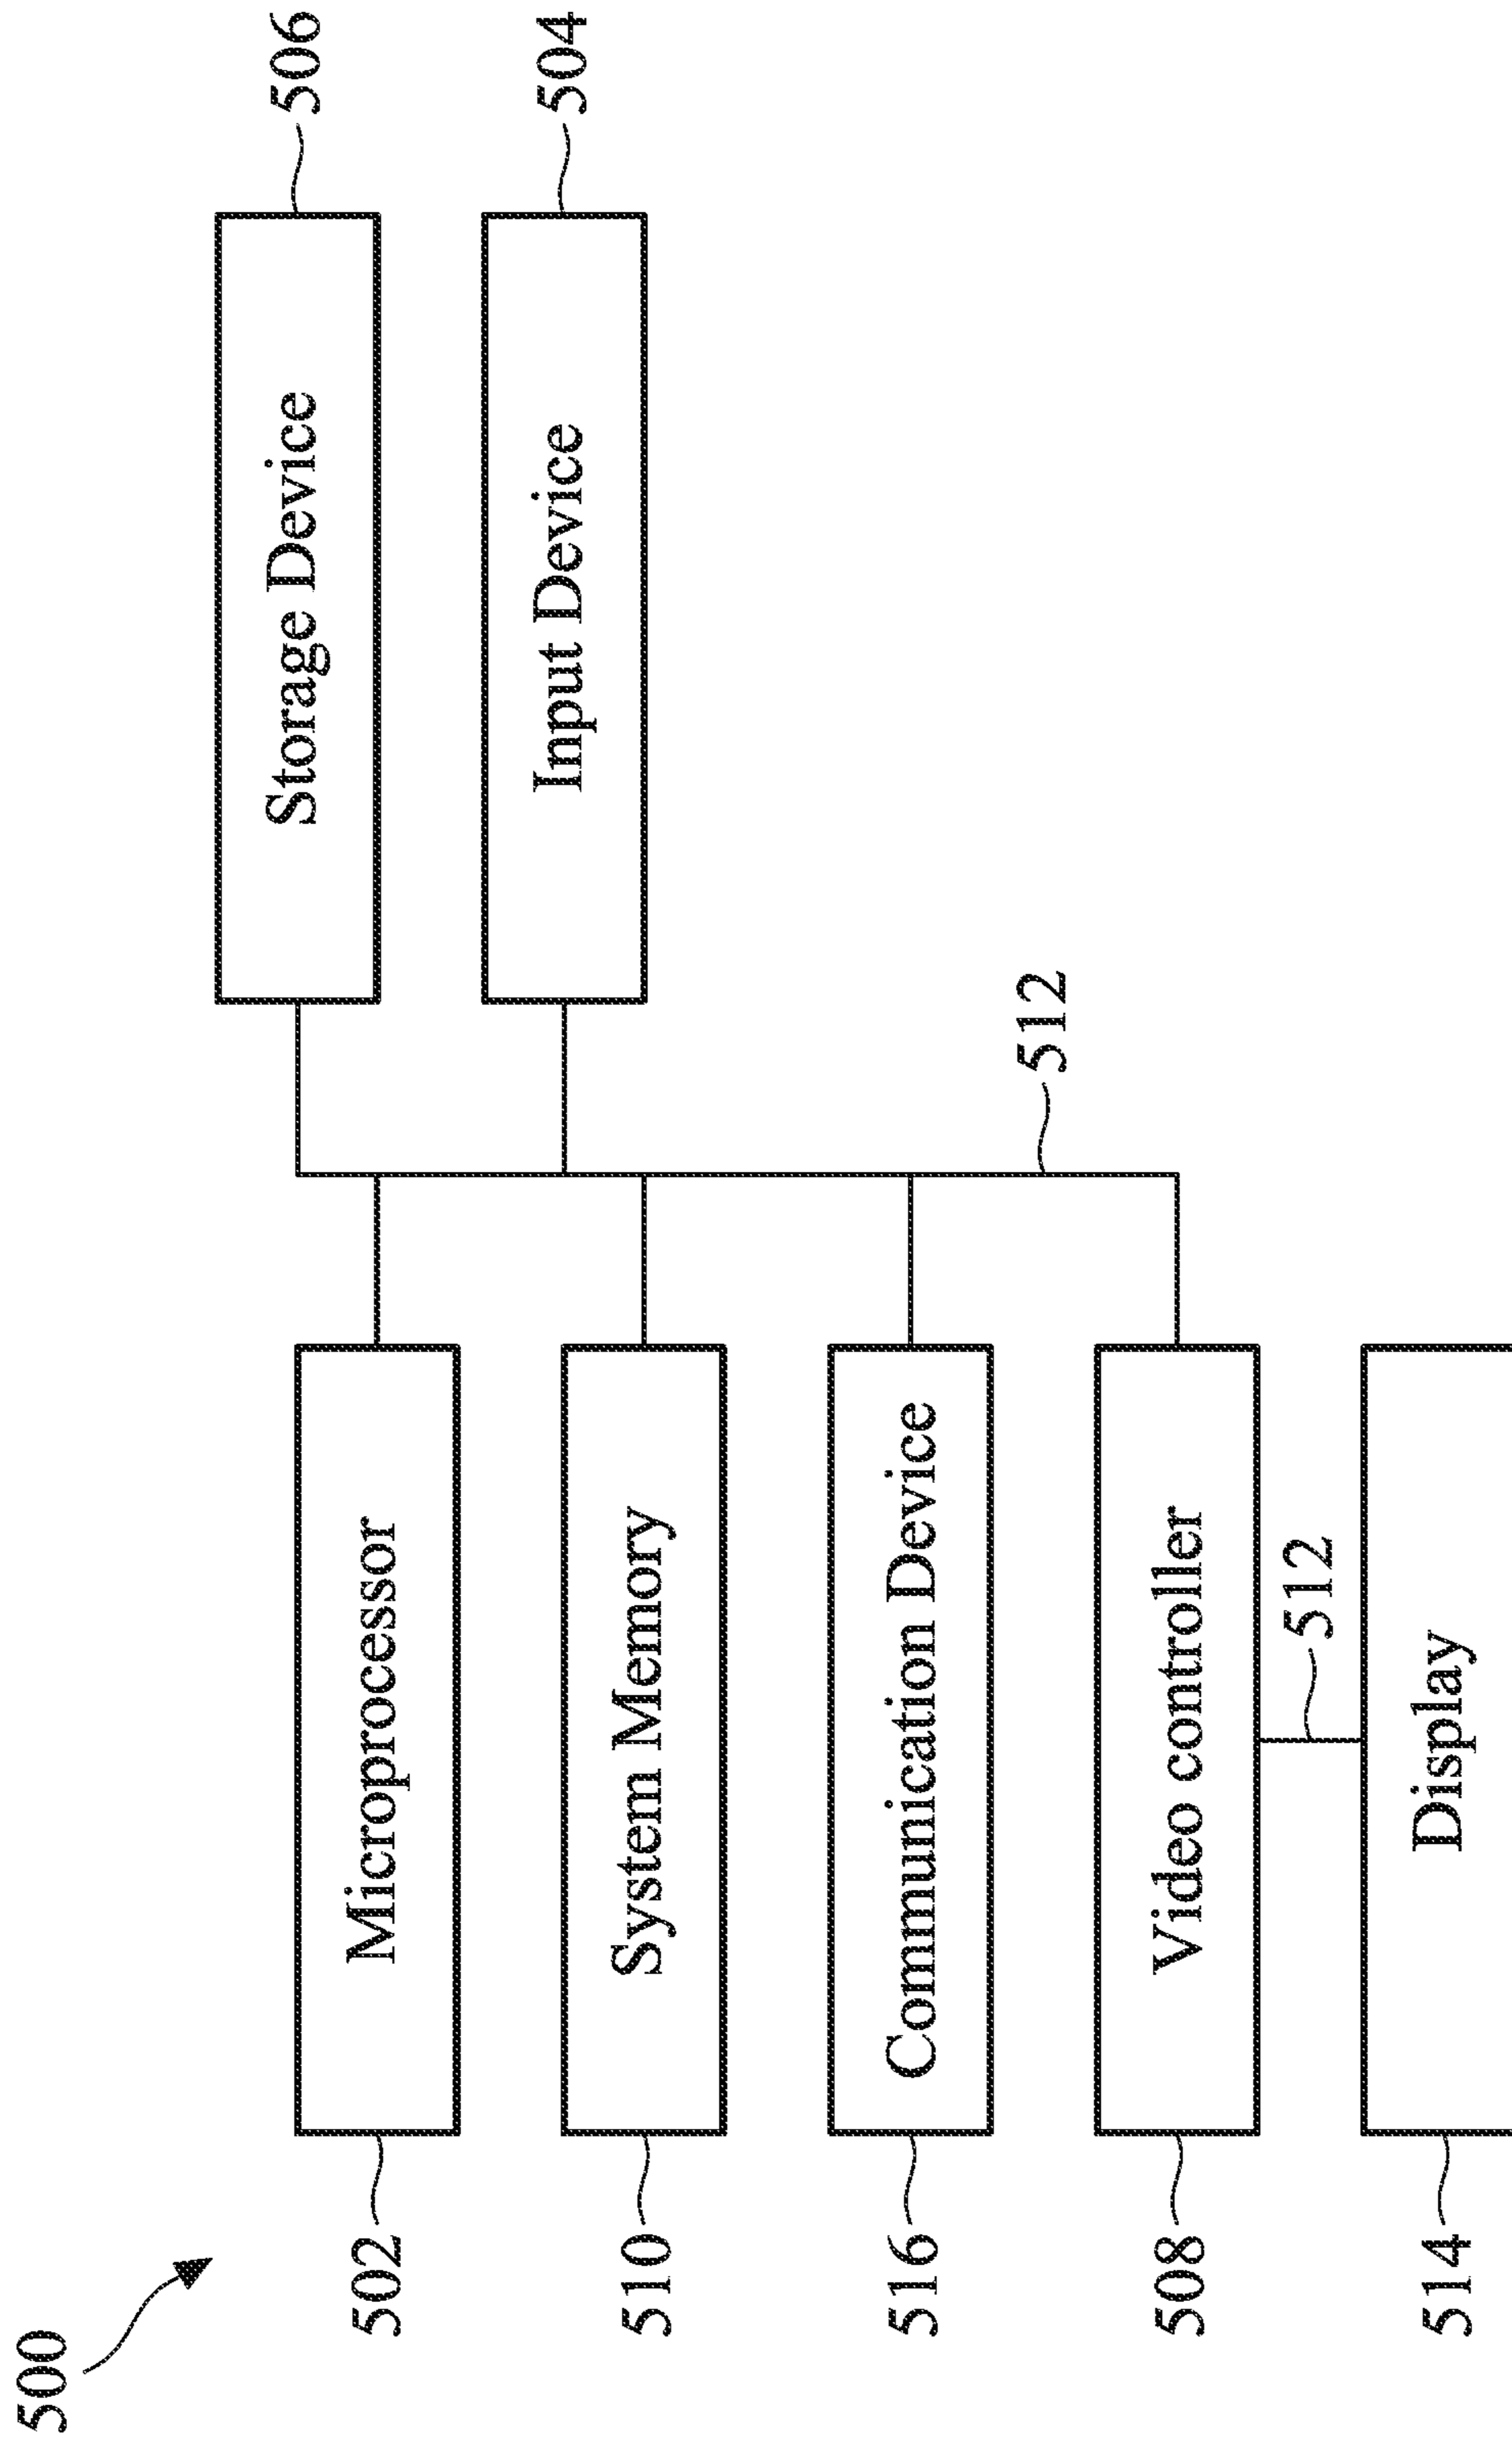 500
502
Microprocessor
Storage Device
506
510
System Memory
Input Device
504
516
Communication Device
512
508
Video controller
512
514
Display